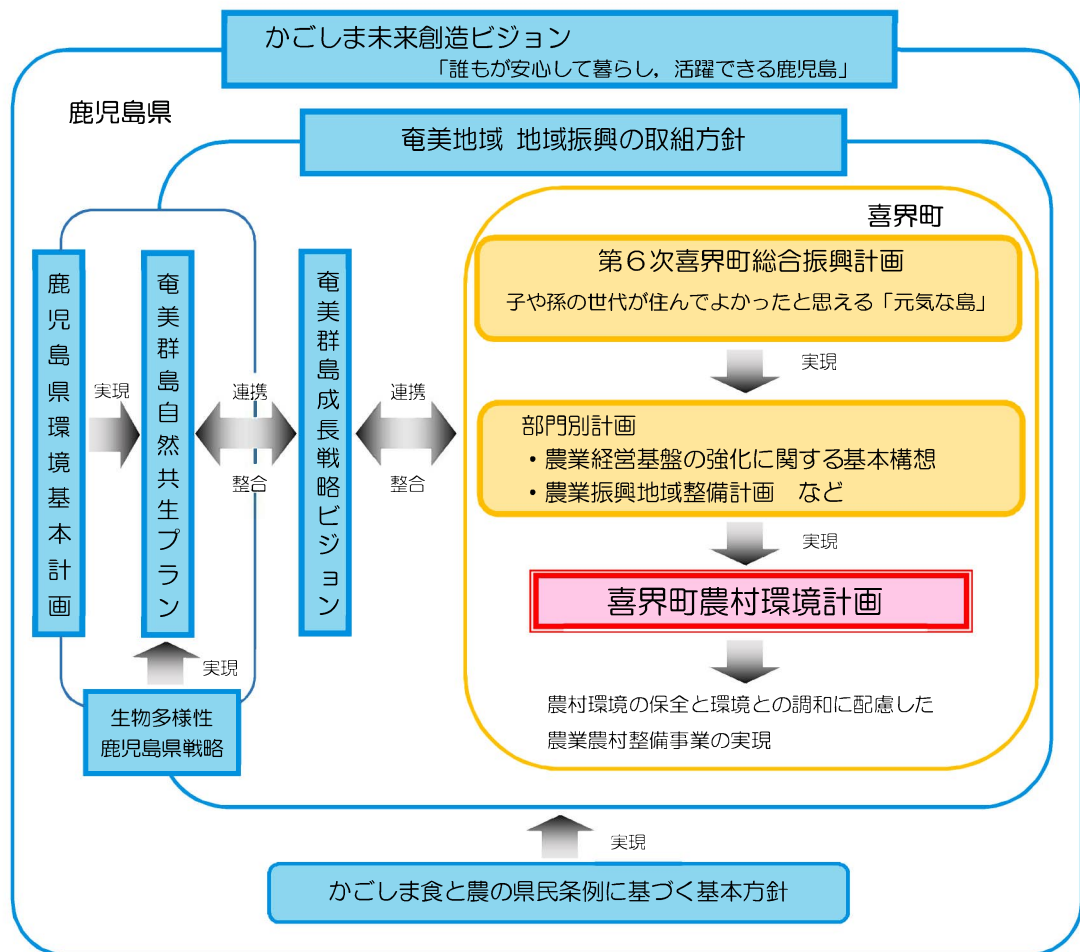 かごしま未来創造ビジョン
「誰もが安心して暮らし，活躍できる鹿児島」
鹿児島県
奄美地域 地域振興の取組方針
喜界町
第６次喜界町総合振興計画
子や孫の世代が住んでよかったと思える「元気な島」
実現
部門別計画
・農業経営基盤の強化に関する基本構想
・農業振興地域整備計画　など
実現
喜界町農村環境計画
農村環境の保全と環境との調和に配慮した
農業農村整備事業の実現
鹿児島県環境基本計画
実現
奄美群島自然共生プラン
連携
整合
奄美群島成長戦略ビジョン
連携
整合
実現
生物多様性
鹿児島県戦略
実現
かごしま食と農の県民条例に基づく基本方針